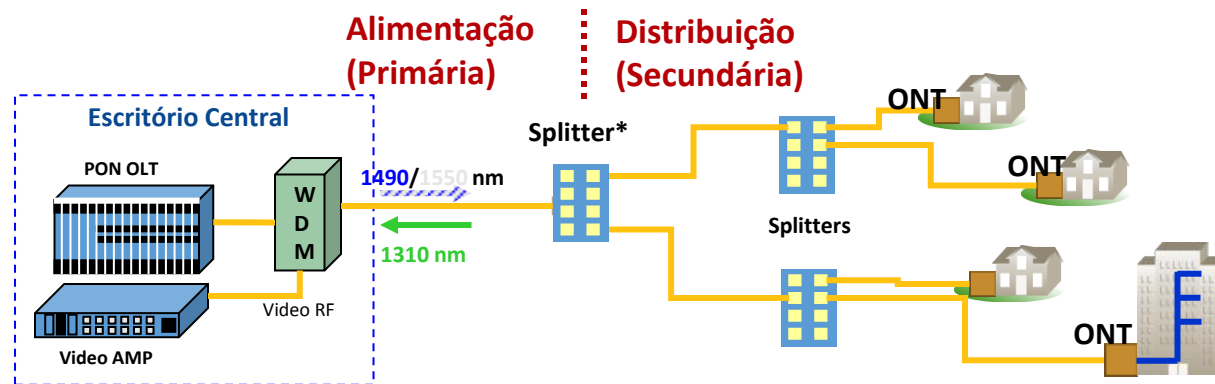 Alimentação
(Primária)
Distribuição
(Secundária)
Escritório Central
PON OLT
W
D
M
Video RF
Video AMP
1490/1550 nm
1310 nm
Splitter*
Splitters
ONT
ONT
ONT